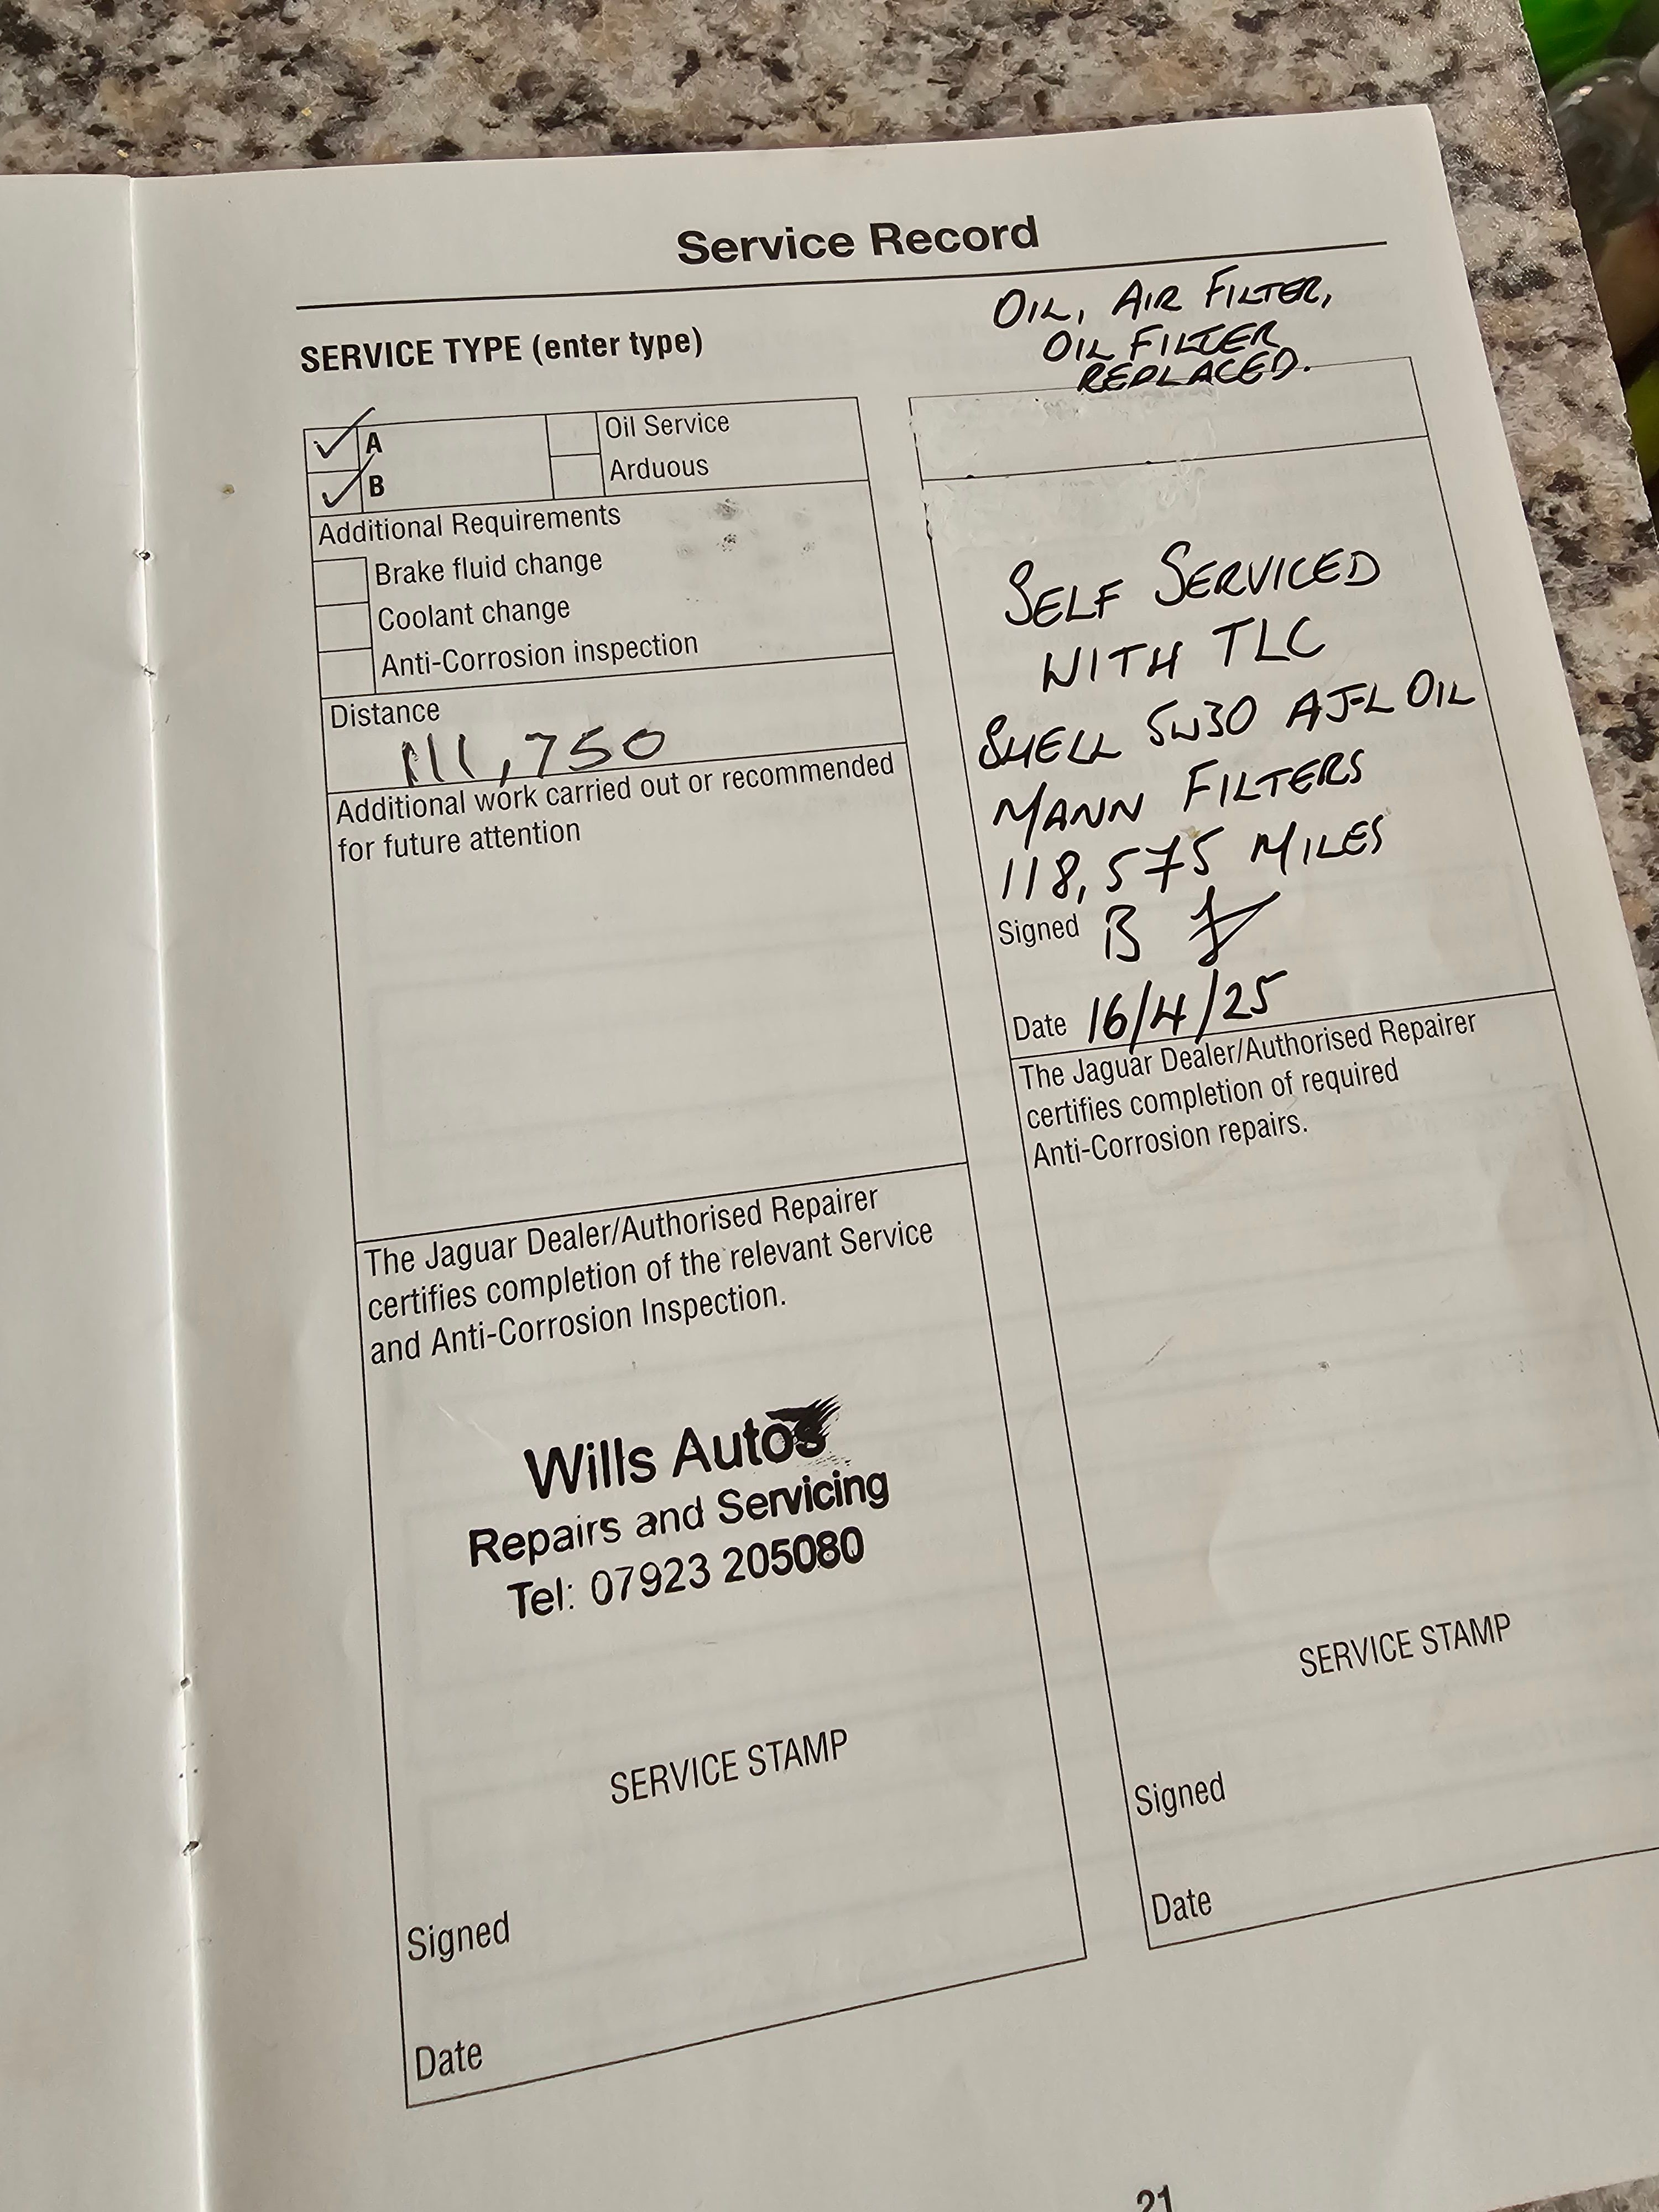 Service Record
SERVICE TYPE (enter type)
A
B
Oil Service
Arduous
Additional Requirements
Brake fluid change
Coolant change
Anti-Corrosion inspection
Distance
111,750
Additional work carried out or recommended
for future attention
The Jaguar Dealer/Authorised Repairer
certifies completion of the relevant Service
and Anti-Corrosion Inspection.
Wills Autos
Repairs and Servicing
Tel: 07923 205080
SERVICE STAMP
Signed
Date
OIL, AIR FILTER,
OIL FILTER
REPLACED.
SELF SERVICED
WITH TLC
SHELL 5W30 AJ-L OIL
MANN FILTERS
118,575 MILES
Signed B
Date 16/4/25
The Jaguar Dealer/Authorised Repairer
certifies completion of required
Anti-Corrosion repairs.
SERVICE STAMP
Signed
Date
21